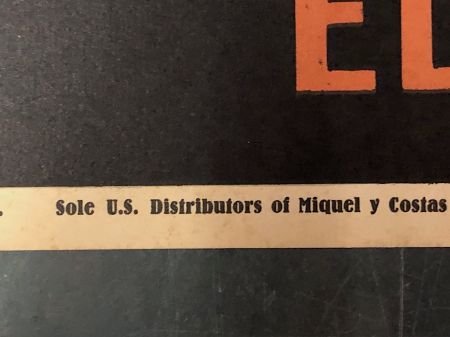 EL
. Sole U.S. Distributors of Miquel y Costas